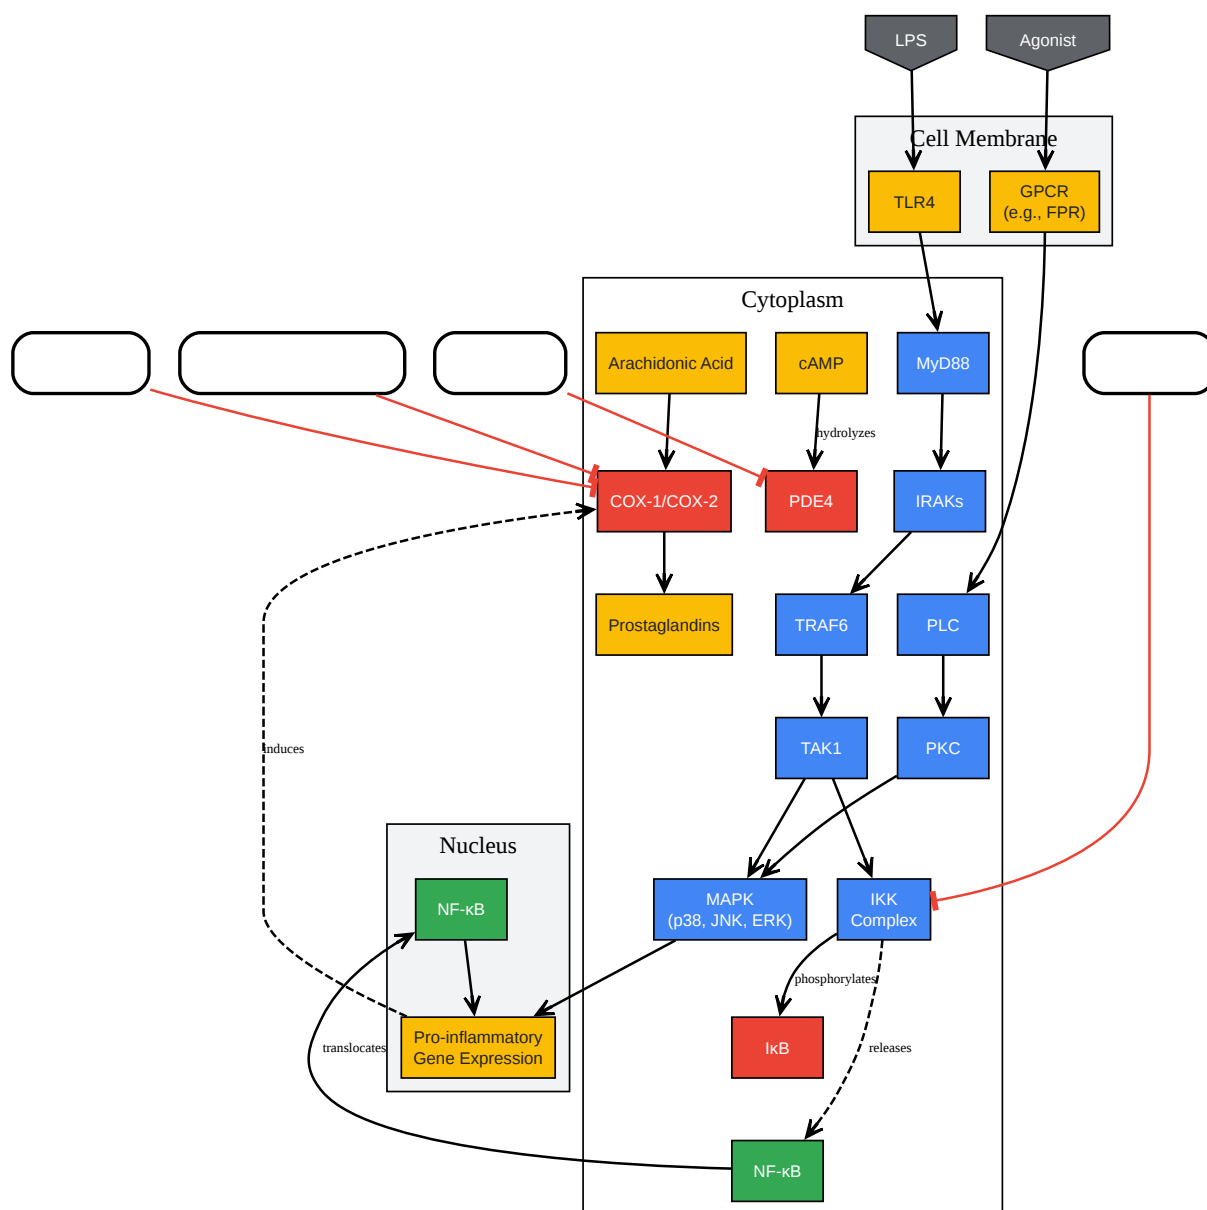 LPS
Agonist
Cell Membrane
TLR4
GPCR
(e.g., FPR)
Cytoplasm
Arachidonic Acid
cAMP
MyD88
hydrolyzes
COX-1/COX-2
PDE4
IRAKs
Prostaglandins
TRAF6
PLC
induces
TAK1
PKC
Nucleus
NF-κB
MAPK
(p38, JNK, ERK)
IKK
Complex
phosphorylates
translocates
Pro-inflammatory
Gene Expression
IκB
releases
NF-κB